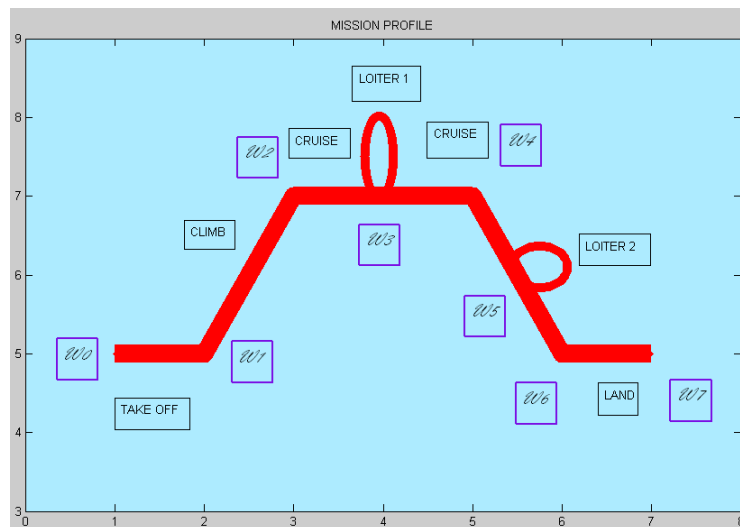 MISSION PROFILE
9
LOITER 1
8
CRUISE
CRUISE
W2
W4
7
CLIMB
W3
LOITER 2
6
W5
W0
W1
5
TAKE OFF
W6
LAND
W7
4
3
0 1 2 3 4 5 6 7